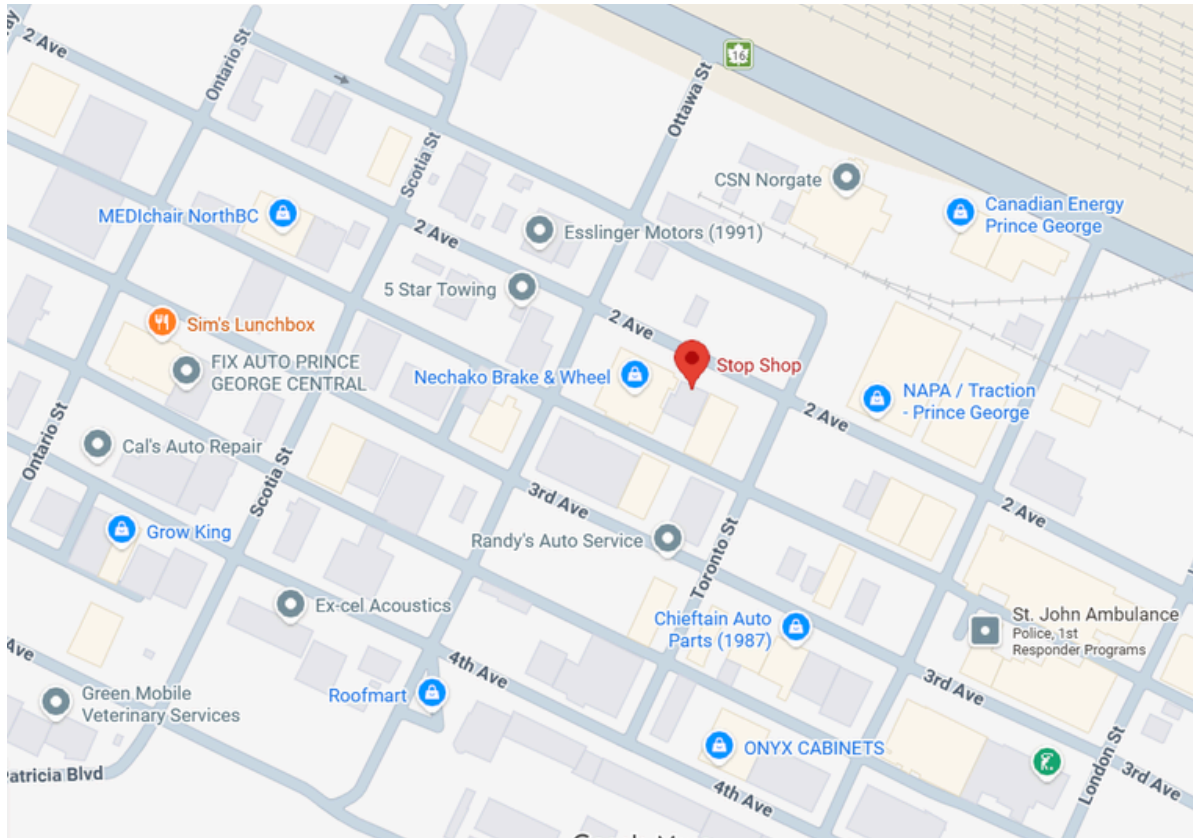 ay
2 Ave
Ontario St
16
Ottawa St
Scotia St
CSN Norgate
MEDIchair NorthBC
Canadian Energy
Prince George
2 Ave
Esslinger Motors (1991)
5 Star Towing
2 Ave
Sim's Lunchbox
FIX AUTO PRINCE
GEORGE CENTRAL
Nechako Brake & Wheel
Stop Shop
NAPA / Traction
- Prince George
2 Ave
Ontario St
Cal's Auto Repair
Scotia St
3rd Ave
2 Ave
Grow King
Randy's Auto Service
Toronto St
Ex-cel Acoustics
Chieftain Auto
Parts (1987)
St. John Ambulance
Police, 1st
Responder Programs
Ave
4th Ave
3rd Ave
Green Mobile
Veterinary Services
Roofmart
ONYX CABINETS
London St
3rd Ave
atricia Blvd
4th Ave